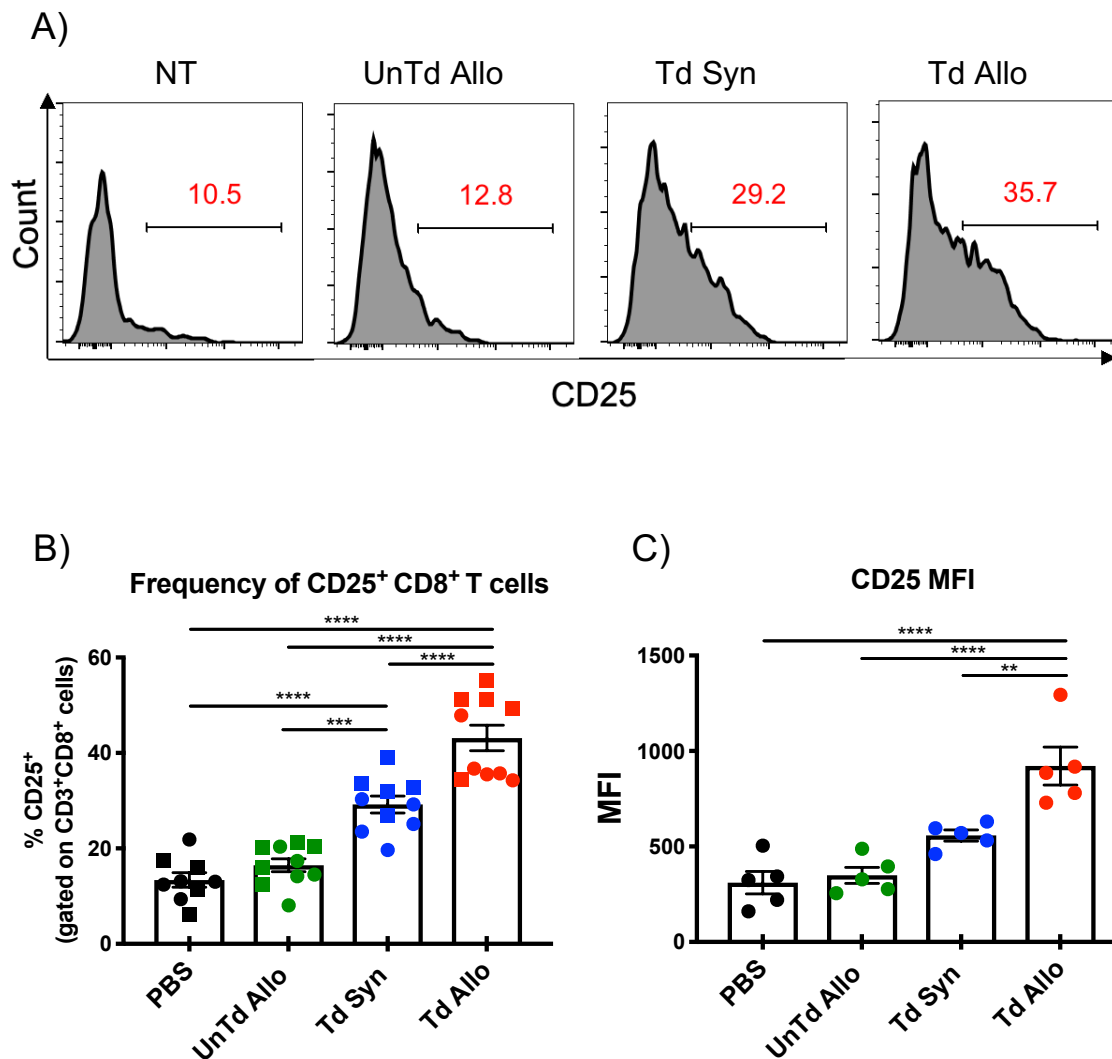 A)
NT
UnTd Allo
Td Syn
Td Allo
Count
10.5
12.8
29.2
35.7
CD25
B)
Frequency of CD25⁺ CD8⁺ T cells
% CD25⁺
(gated on CD3⁺CD8⁺ cells)
****
****
****
****
***
60
40
20
0
PBS
UnTd Allo
Td Syn
Td Allo
C)
CD25 MFI
MFI
****
****
**
1500
1000
500
0
PBS
UnTd Allo
Td Syn
Td Allo